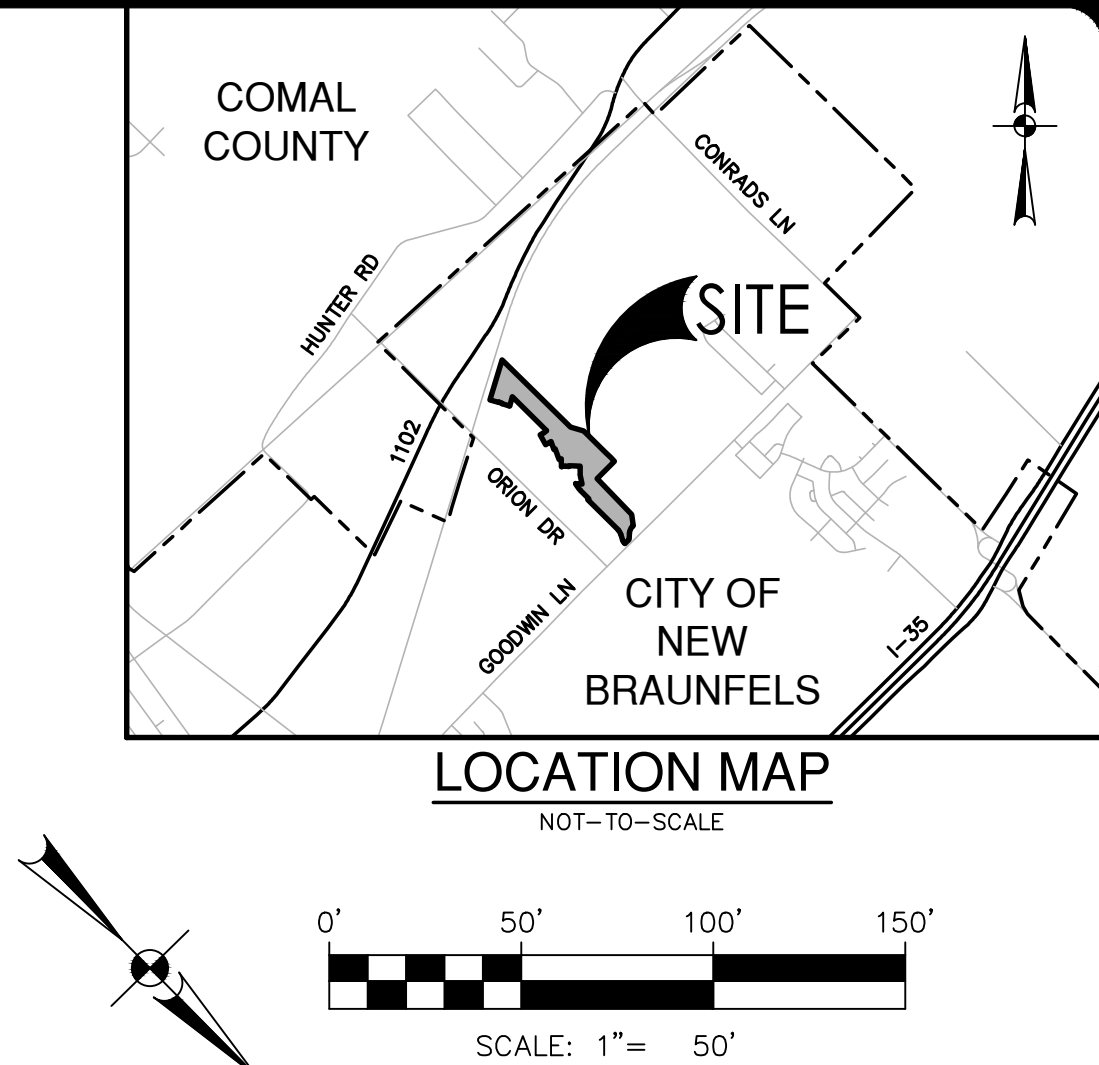 COMAL
COUNTY
CONRADS LN
HUNTER RD
SITE
1102
ORION DR
GOODWIN LN
CITY OF
NEW
BRAUNFELS
I-35
LOCATION MAP
NOT-TO-SCALE
0' 50' 100' 150'
SCALE: 1"= 50'